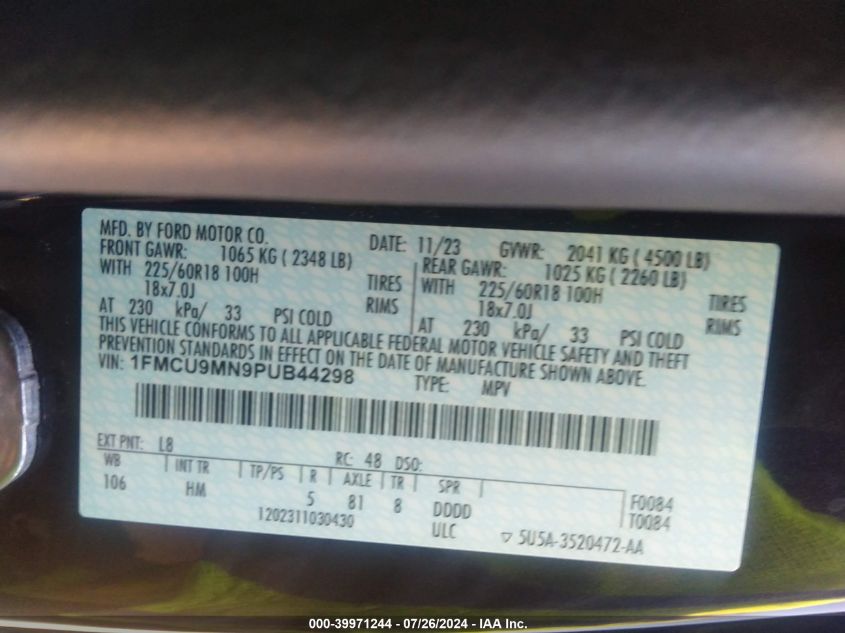 MFD. BY FORD MOTOR CO. DATE: 11/23 GVWR: 2041 KG ( 4500 LB)
FRONT GAWR: 1065 KG ( 2348 LB) REAR GAWR: 1025 KG ( 2260 LB)
WITH 225/60R18 100H TIRES WITH 225/60R18 100H TIRES
18x7.0J RIMS 18x7.0J RIMS
AT 230 kPa/ 33 PSI COLD AT 230 kPa/ 33 PSI COLD
THIS VEHICLE CONFORMS TO ALL APPLICABLE FEDERAL MOTOR VEHICLE SAFETY AND THEFT
PREVENTION STANDARDS IN EFFECT ON THE DATE OF MANUFACTURE SHOWN ABOVE.
VIN: 1FMCU9MN9PUB44298 TYPE: MPV
EXT PNT: L8 RC: 48 DSO:
WB INT TR TP/PS R AXLE TR SPR
106 HM 5 81 8 DDDD F0084
1202311030430 ULC T0084
5U5A-3520472-AA
000-39971244 - 07/26/2024 - IAA Inc.